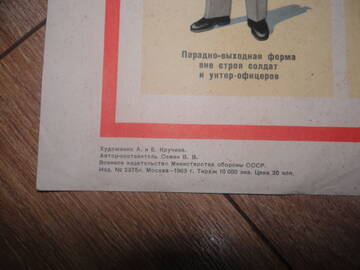 Парадно-выходная форма
вне строя солдат
и унтер-офицеров
Художники А. и Е. Кручина.
Автор-составитель Семин В. В.
Военное издательство Министерства обороны СССР.
Изд. № 2375г. Москва—1963 г. Тираж 10 000 экз. Цена 30 коп.